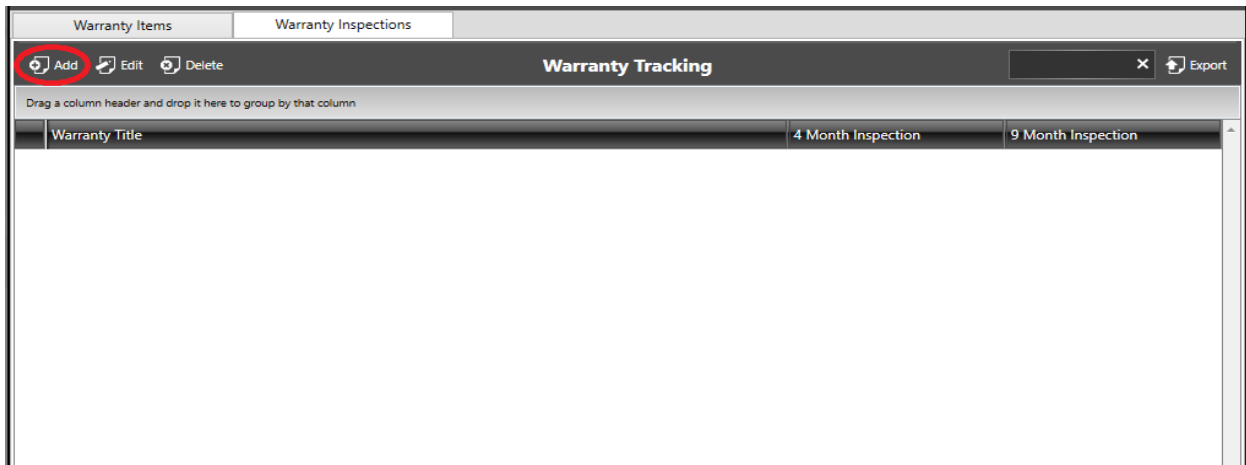 Warranty Items Warranty Inspections
Add Edit Delete Warranty Tracking Export
Drag a column header and drop it here to group by that column
Warranty Title 4 Month Inspection 9 Month Inspection